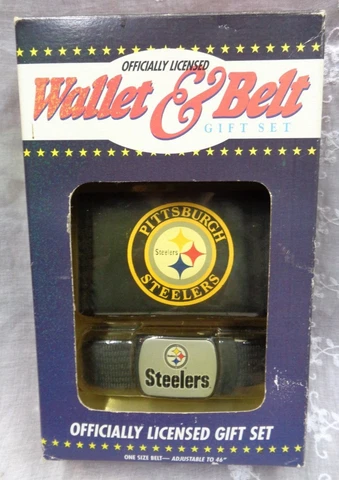 OFFICIALLY LICENSED
Wallet & Belt
GIFT SET
PITTSBURGH
Steelers
STEELERS
Steelers
OFFICIALLY LICENSED GIFT SET
ONE SIZE BELT— ADJUSTABLE TO 46"